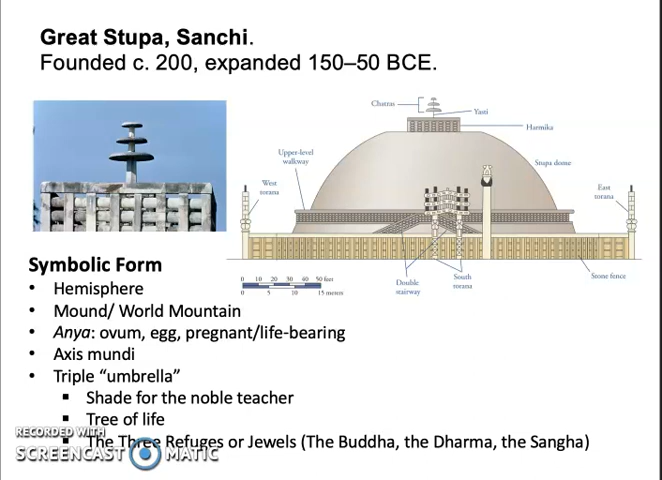 Great Stupa, Sanchi.
Founded c. 200, expanded 150–50 BCE.
Chatras
Yasti
Harmika
Upper-level
walkway
Stupa dome
West
torana
East
torana
0 10 20 30 40 50 feet
0 5 10 15 meters
Double
stairway
South
torana
Stone fence
Symbolic Form
• Hemisphere
• Mound/ World Mountain
• Anya: ovum, egg, pregnant/life-bearing
• Axis mundi
• Triple “umbrella”
▪ Shade for the noble teacher
▪ Tree of life
▪ The Three Refuges or Jewels (The Buddha, the Dharma, the Sangha)
RECORDED WITH
SCREENCAST MATIC